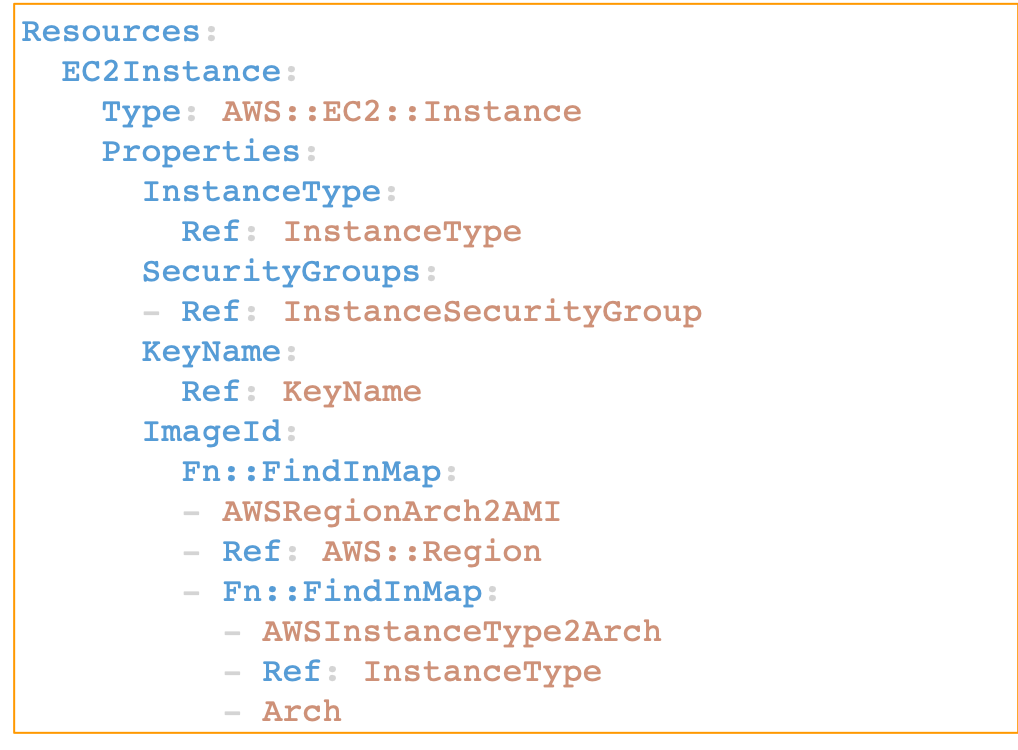 Resources:
  EC2Instance:
    Type: AWS::EC2::Instance
    Properties:
      InstanceType:
        Ref: InstanceType
      SecurityGroups:
      - Ref: InstanceSecurityGroup
      KeyName:
        Ref: KeyName
      ImageId:
        Fn::FindInMap:
        - AWSRegionArch2AMI
        - Ref: AWS::Region
        - Fn::FindInMap:
          - AWSInstanceType2Arch
          - Ref: InstanceType
          - Arch